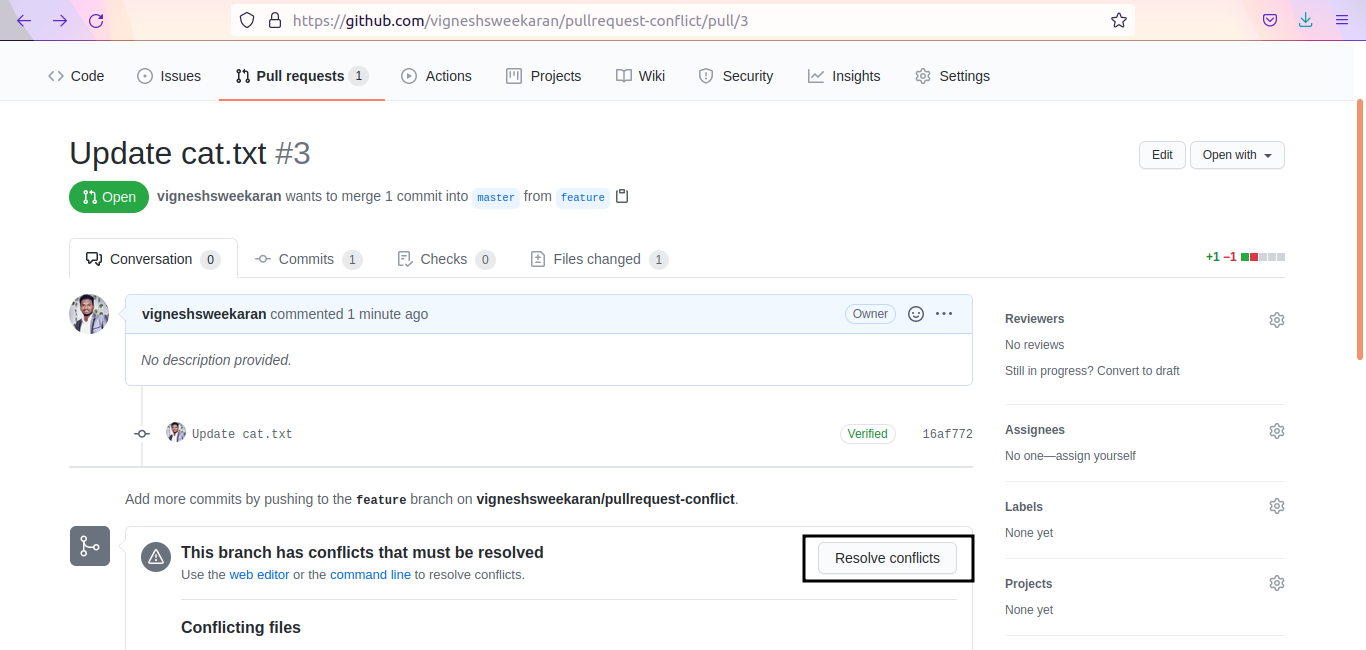 https://github.com/vigneshsweekaran/pullrequest-conflict/pull/3
Code Issues Pull requests 1 Actions Projects Wiki Security Insights Settings
Update cat.txt #3
Edit Open with
Open vigneshsweekaran wants to merge 1 commit into master from feature
Conversation 0 Commits 1 Checks 0 Files changed 1
+1 −1
vigneshsweekaran commented 1 minute ago Owner
No description provided.
Update cat.txt Verified 16af772
Add more commits by pushing to the feature branch on vigneshsweekaran/pullrequest-conflict.
This branch has conflicts that must be resolved
Use the web editor or the command line to resolve conflicts.
Resolve conflicts
Conflicting files
Reviewers
No reviews
Still in progress? Convert to draft
Assignees
No one—assign yourself
Labels
None yet
Projects
None yet